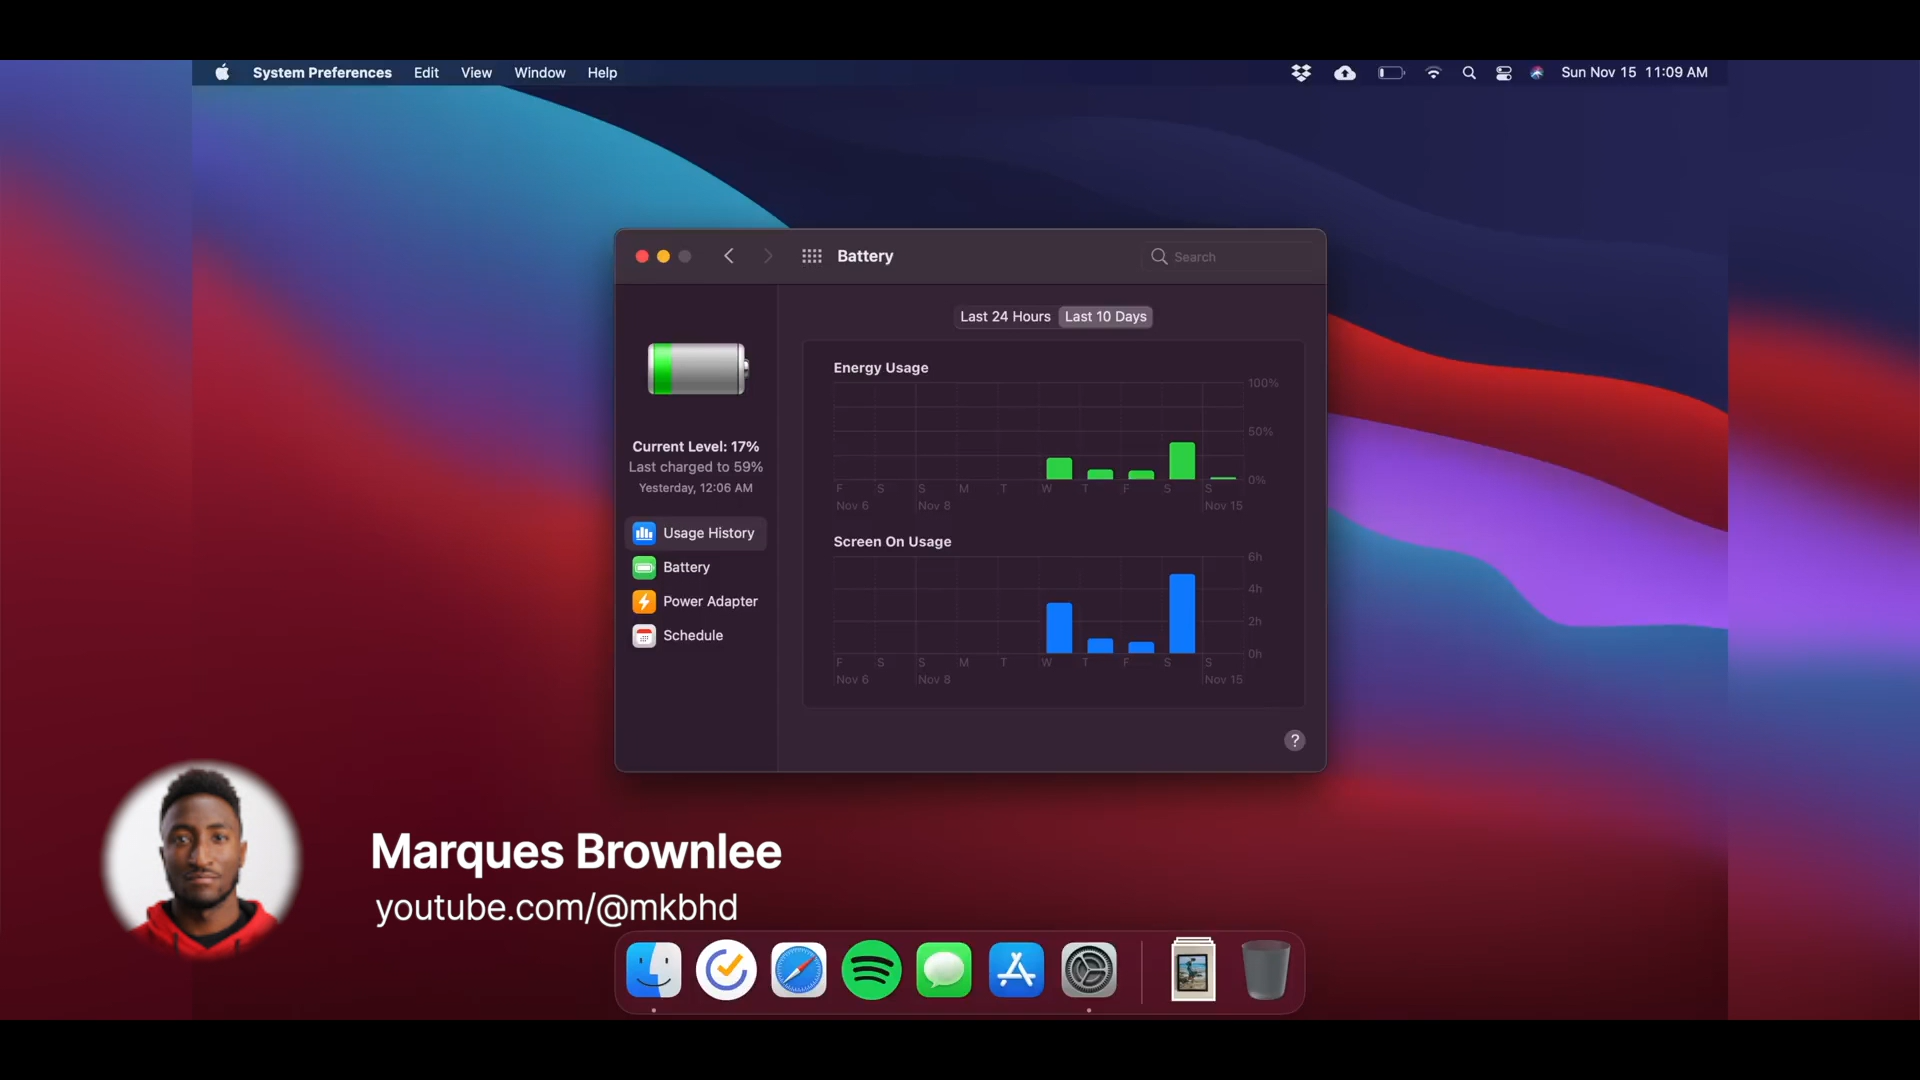 System Preferences Edit View Window Help Sun Nov 15 11:09 AM
Battery
Search
Last 24 Hours Last 10 Days
Current Level: 17%
Last charged to 59%
Yesterday, 12:06 AM
Usage History
Battery
Power Adapter
Schedule
Energy Usage
100%
50%
0%
F S S M T W T F S S
Nov 6 Nov 8 Nov 15
Screen On Usage
6h
4h
2h
0h
F S S M T W T F S S
Nov 6 Nov 8 Nov 15
?
Marques Brownlee
youtube.com/@mkbhd